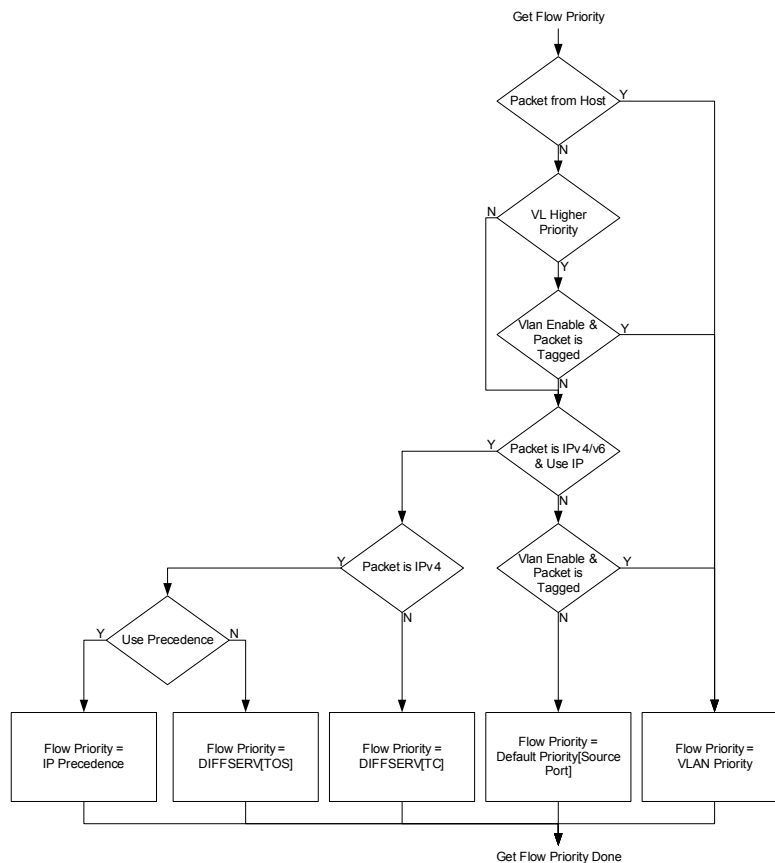 Get Flow Priority
Packet from Host
Y
N
N
VL Higher
Priority
Y
Vlan Enable &
Packet is
Tagged
Y
N
Y
Packet is IPv4/v6
& Use IP
N
Y
Packet is IPv4
N
Vlan Enable &
Packet is
Tagged
Y
N
Y
Use Precedence
N
Flow Priority =
IP Precedence
Flow Priority =
DIFFSERV[TOS]
Flow Priority =
DIFFSERV[TC]
Flow Priority =
Default Priority[Source
Port]
Flow Priority =
VLAN Priority
Get Flow Priority Done